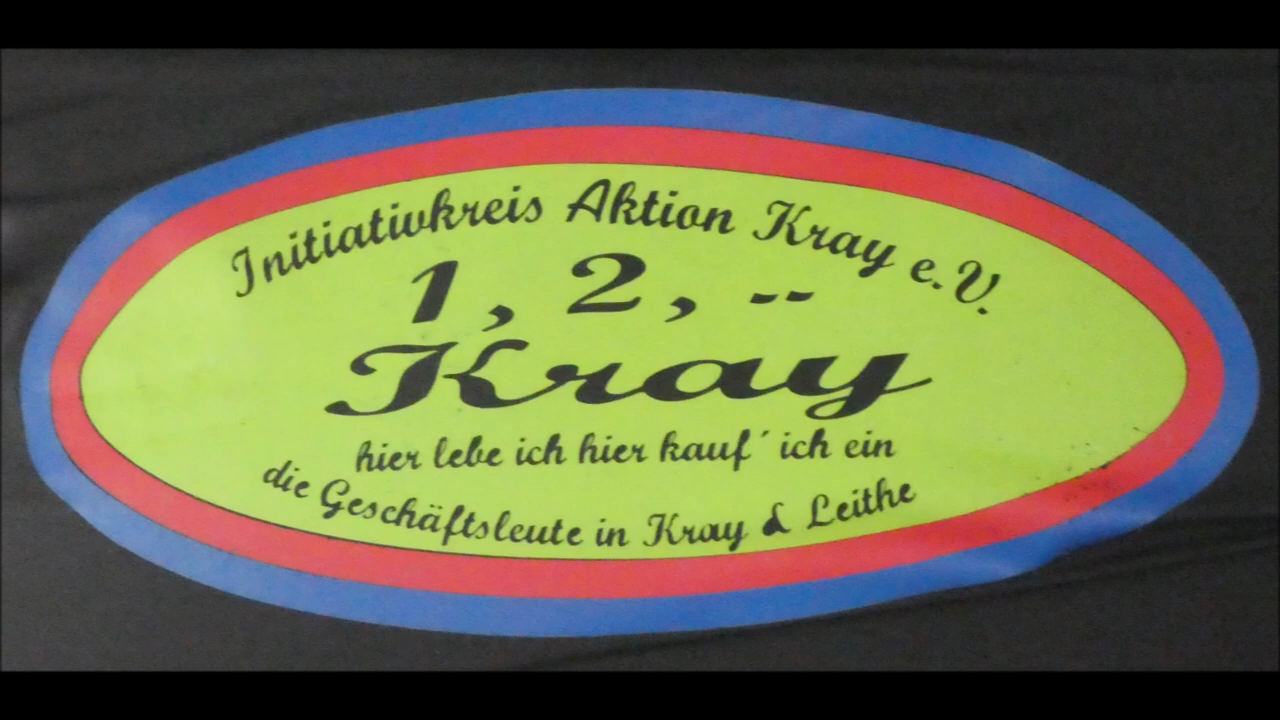 Initiativkreis Aktion Kray e.V.
1, 2, --
Kray
hier lebe ich hier kauf´ ich ein
die Geschäftsleute in Kray & Leithe